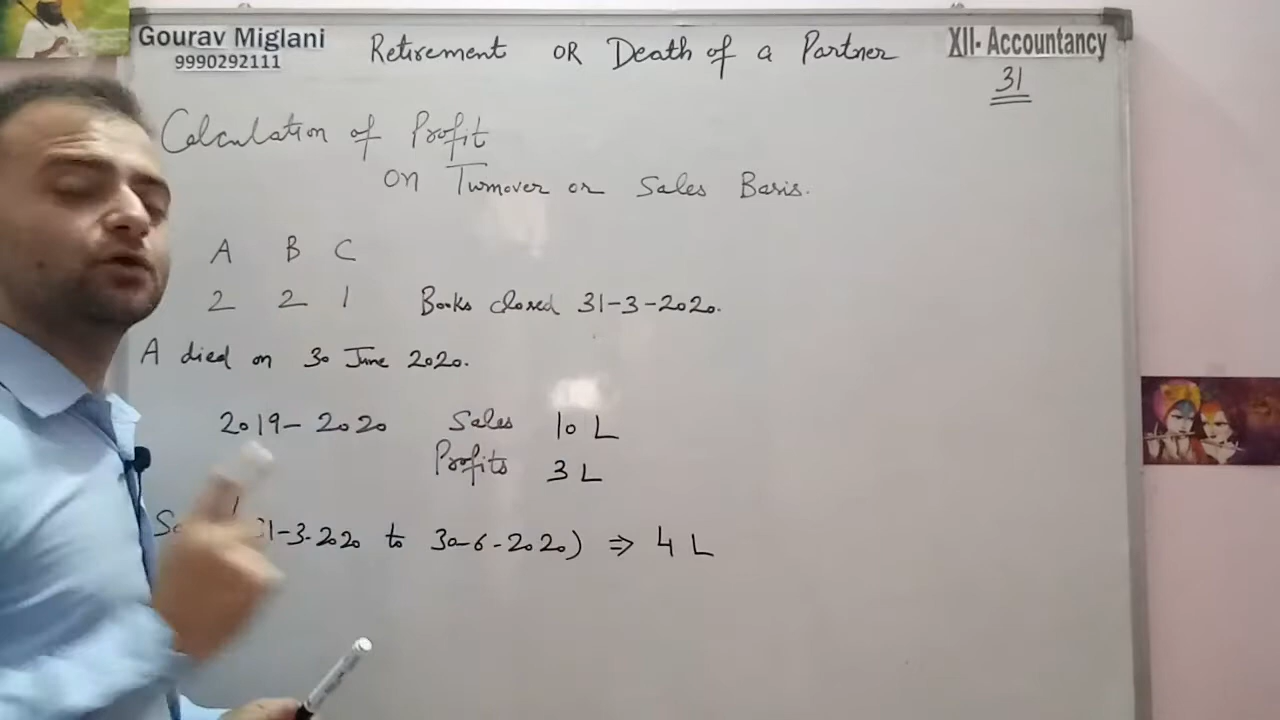 Gourav Miglani
9990292111
Retirement OR Death of a Partner
XII- Accountancy
31
Calculation of Profit
on Turnover or Sales Basis.
A B C
2 2 1 Books closed 31-3-2020.
A died on 30 June 2020.
2019-2020 Sales 10 L
Profits 3 L
1-3-2020 to 30-6-2020) ⇒ 4 L